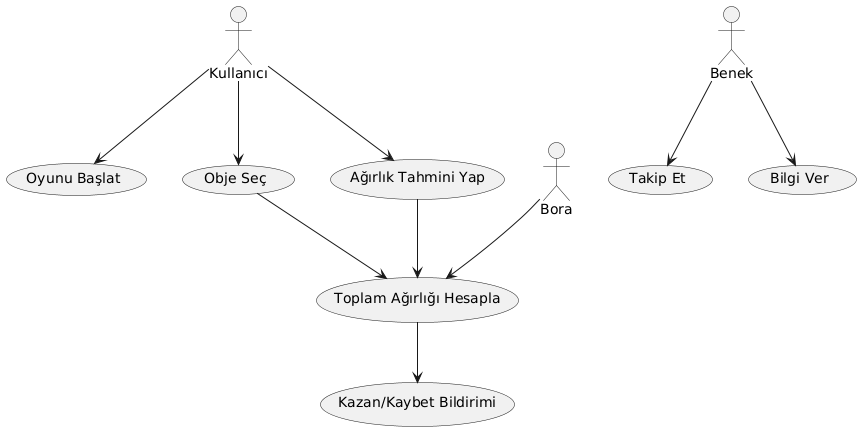 Kullanıcı
Benek
Oyunu Başlat
Obje Seç
Ağırlık Tahmini Yap
Bora
Takip Et
Bilgi Ver
Toplam Ağırlığı Hesapla
Kazan/Kaybet Bildirimi